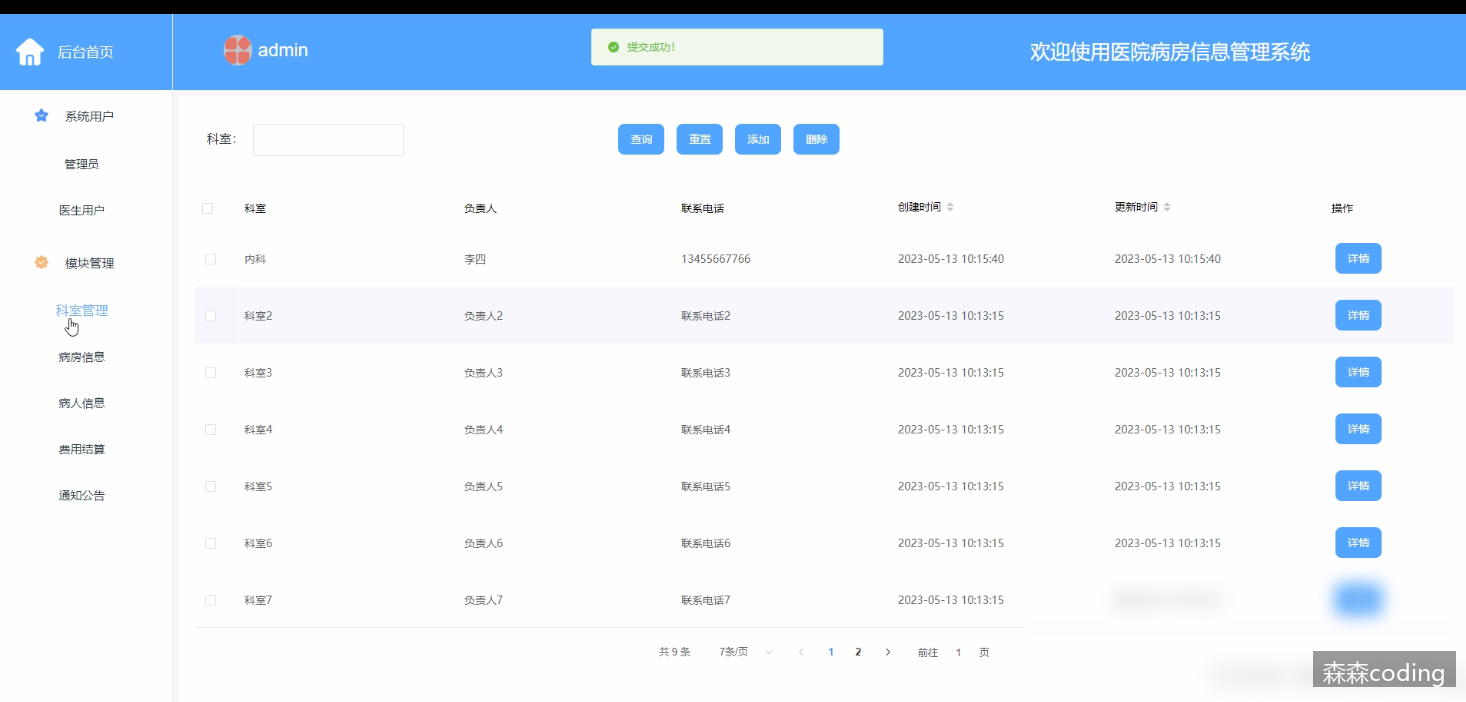 后台首页
admin
提交成功!
欢迎使用医院病房信息管理系统
系统用户
管理员
医生用户
模块管理
科室管理
病房信息
病人信息
费用结算
通知公告
科室:
查询 重置 添加 删除
科室 负责人 联系电话 创建时间 更新时间 操作
内科 李四 13455667766 2023-05-13 10:15:40 2023-05-13 10:15:40 详情
科室2 负责人2 联系电话2 2023-05-13 10:13:15 2023-05-13 10:13:15 详情
科室3 负责人3 联系电话3 2023-05-13 10:13:15 2023-05-13 10:13:15 详情
科室4 负责人4 联系电话4 2023-05-13 10:13:15 2023-05-13 10:13:15 详情
科室5 负责人5 联系电话5 2023-05-13 10:13:15 2023-05-13 10:13:15 详情
科室6 负责人6 联系电话6 2023-05-13 10:13:15 2023-05-13 10:13:15 详情
科室7 负责人7 联系电话7 2023-05-13 10:13:15
共 9 条 7条/页 1 2 前往 1 页
森森coding